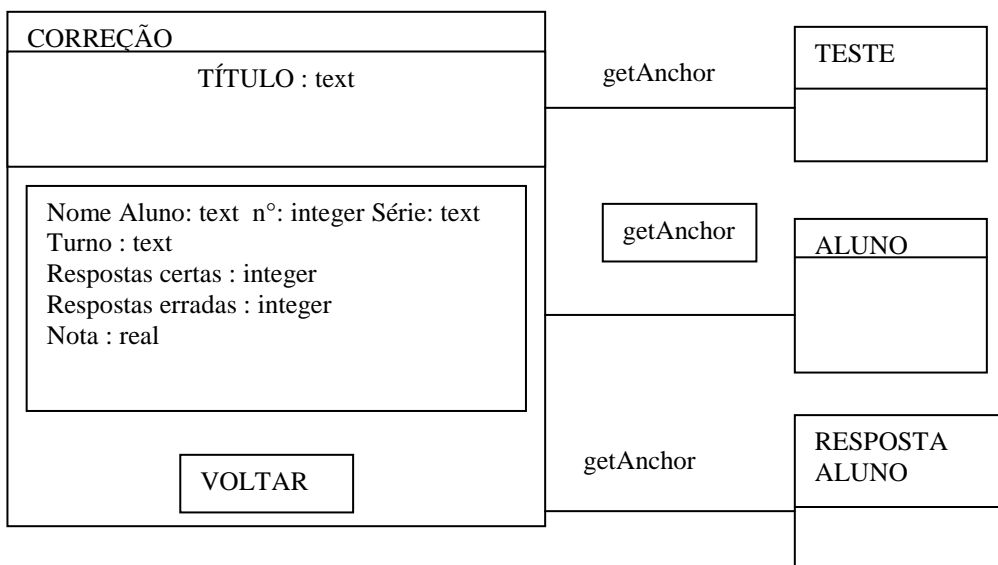 CORREÇÃO
TÍTULO : text
getAnchor
TESTE
Nome Aluno: text n°: integer Série: text
Turno : text
Respostas certas : integer
Respostas erradas : integer
Nota : real
getAnchor
ALUNO
VOLTAR
getAnchor
RESPOSTA
ALUNO